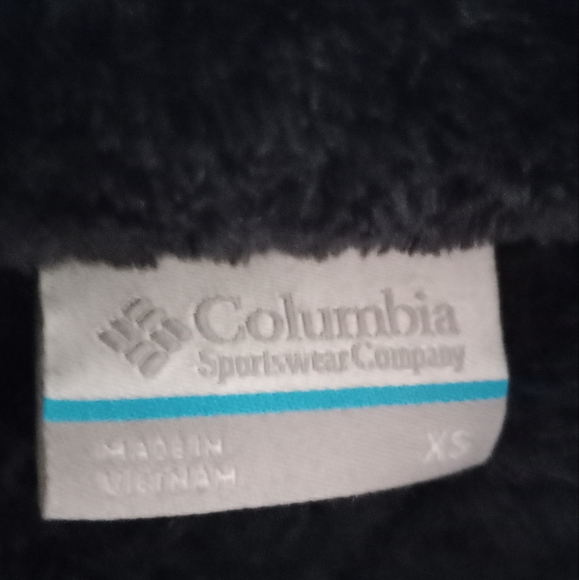 Columbia
Sportswear Company
MADE IN
VIETNAM
XS